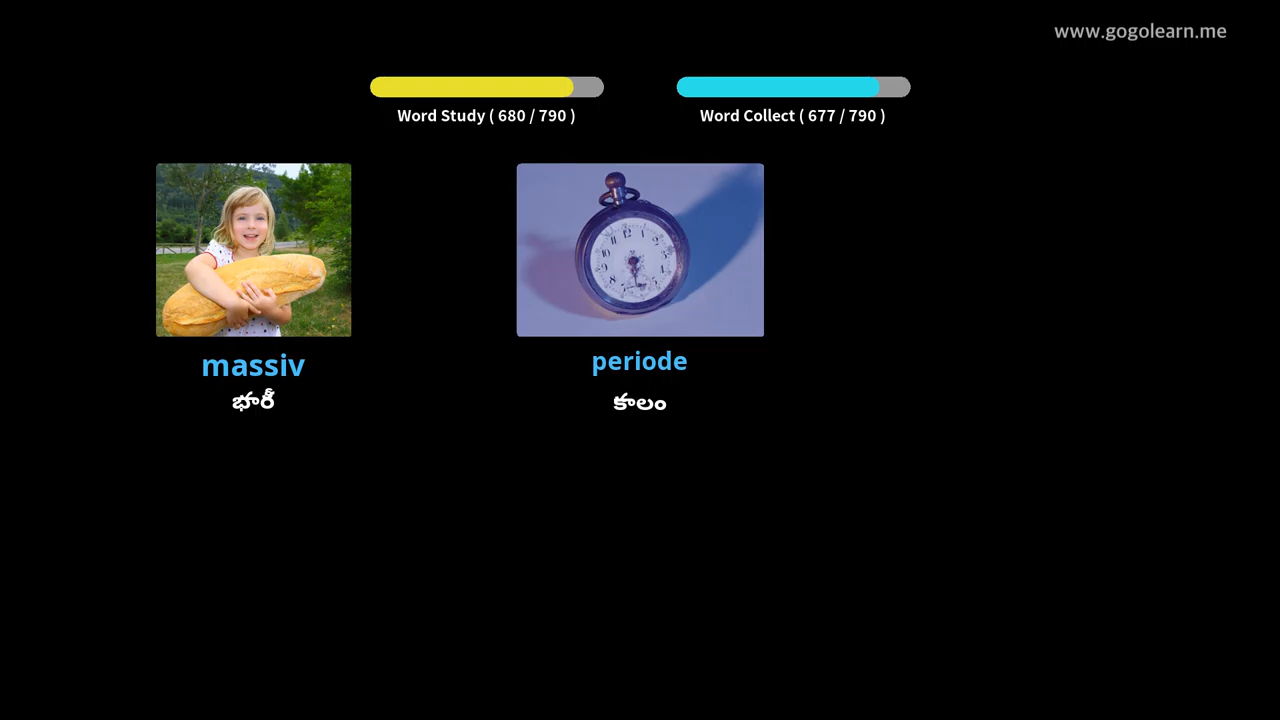 www.gogolearn.me
Word Study ( 680 / 790 )
Word Collect ( 677 / 790 )
massiv
భారీ
periode
కాలం